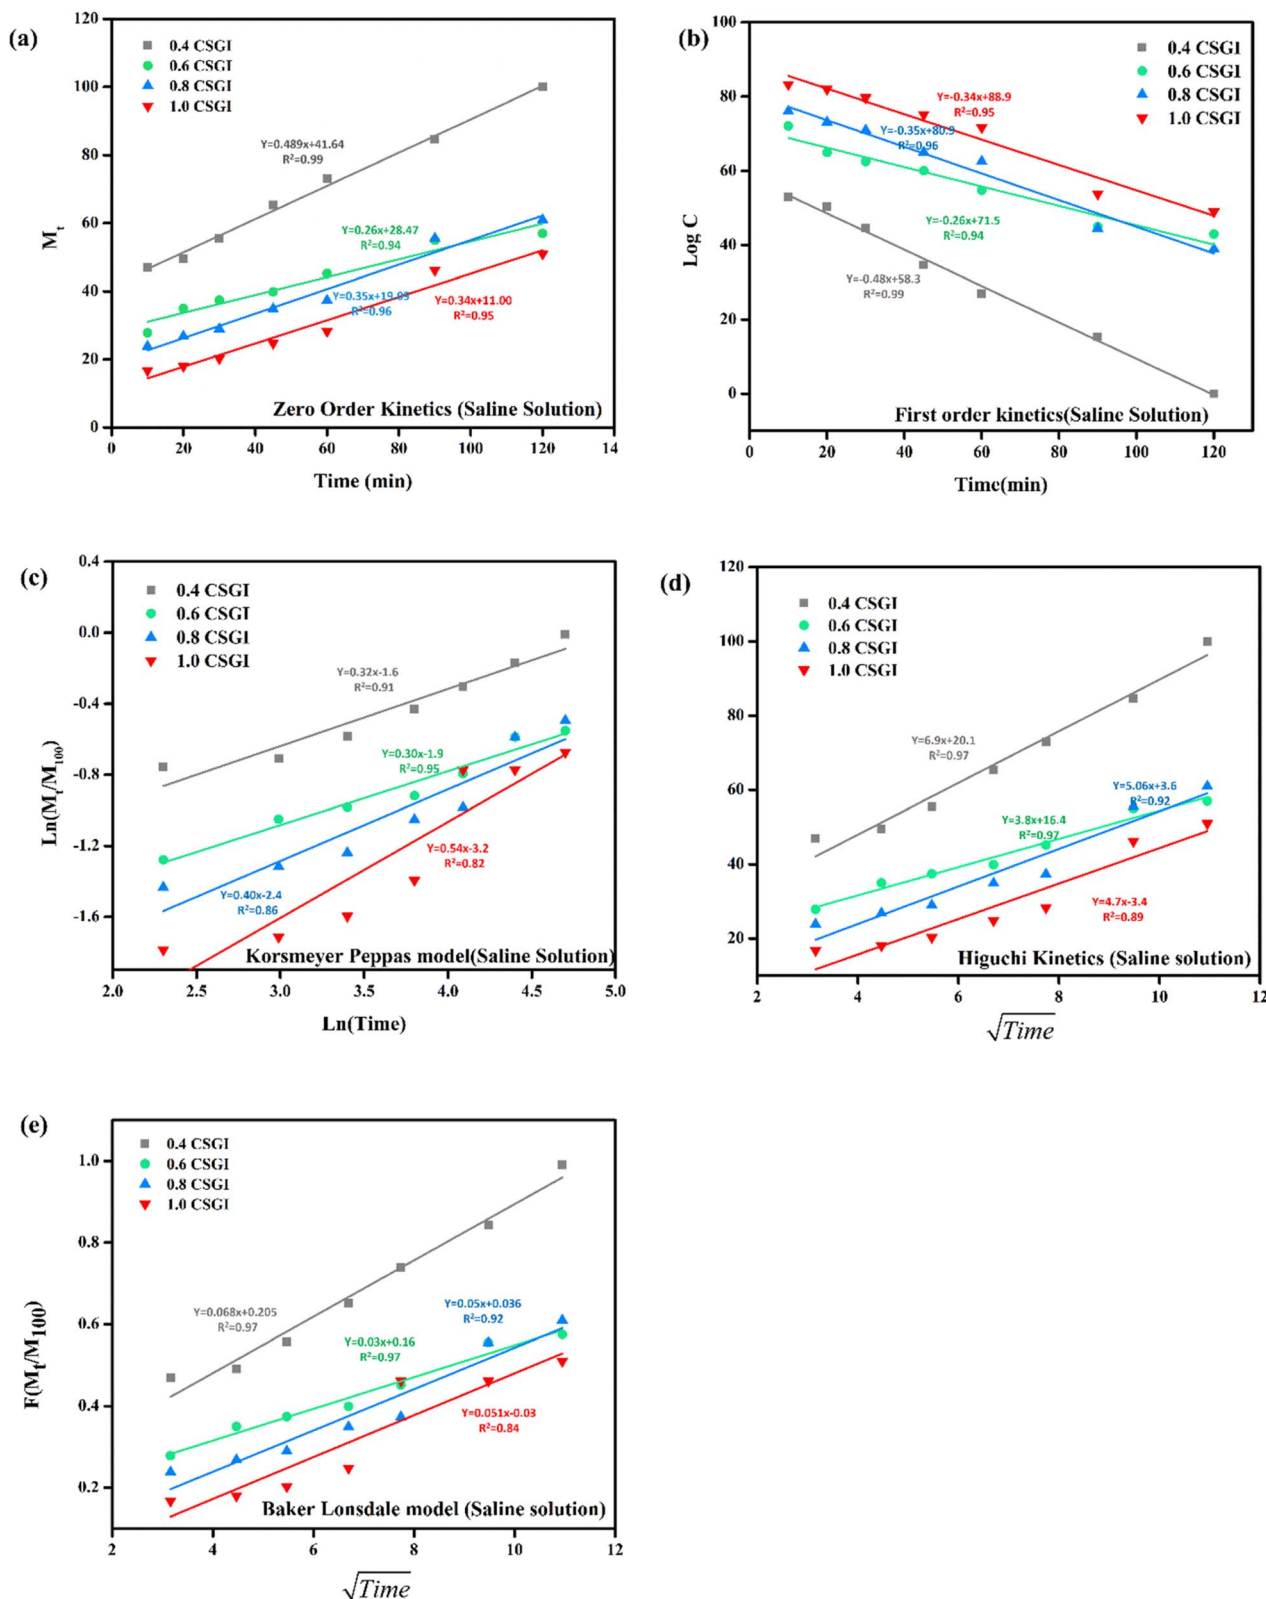 (a)
120
100
80
60
40
20
0
M_t
0.4 CSGI
0.6 CSGI
0.8 CSGI
1.0 CSGI
Y=0.489x+41.64
R²=0.99
Y=0.26x+28.47
R²=0.94
R²=0.96
Y=0.34x+11.00
R²=0.95
Zero Order Kinetics (Saline Solution)
0 20 40 60 80 100 120 14
Time (min)
(b)
100
80
60
40
20
0
Log C
0.4 CSGI
0.6 CSGI
0.8 CSGI
1.0 CSGI
Y=-0.34x+88.9
R²=0.95
Y=-0.35x+80.9
R²=0.96
Y=-0.26x+71.5
R²=0.94
Y=-0.48x+58.3
R²=0.99
First order kinetics(Saline Solution)
0 20 40 60 80 100 120
Time(min)
(c)
0.4
0.0
-0.4
-0.8
-1.2
-1.6
Ln(M_t/M_100)
0.4 CSGI
0.6 CSGI
0.8 CSGI
1.0 CSGI
Y=0.32x-1.6
R²=0.91
Y=0.30x-1.9
R²=0.95
Y=0.54x-3.2
R²=0.82
Y=0.40x-2.4
R²=0.86
Korsmeyer Peppas model(Saline Solution)
2.0 2.5 3.0 3.5 4.0 4.5 5.0
Ln(Time)
(d)
120
100
80
60
40
20
0.4 CSGI
0.6 CSGI
0.8 CSGI
1.0 CSGI
Y=6.9x+20.1
R²=0.97
Y=5.06x+3.6
R²=0.92
Y=3.8x+16.4
R²=0.97
Y=4.7x-3.4
R²=0.89
Higuchi Kinetics (Saline solution)
2 4 6 8 10 12
√Time
(e)
1.0
0.8
0.6
0.4
0.2
F(M_t/M_100)
0.4 CSGI
0.6 CSGI
0.8 CSGI
1.0 CSGI
Y=0.068x+0.205
R²=0.97
Y=0.05x+0.036
R²=0.92
Y=0.03x+0.16
R²=0.97
Y=0.051x-0.03
R²=0.84
Baker Lonsdale model (Saline solution)
2 4 6 8 10 12
√Time